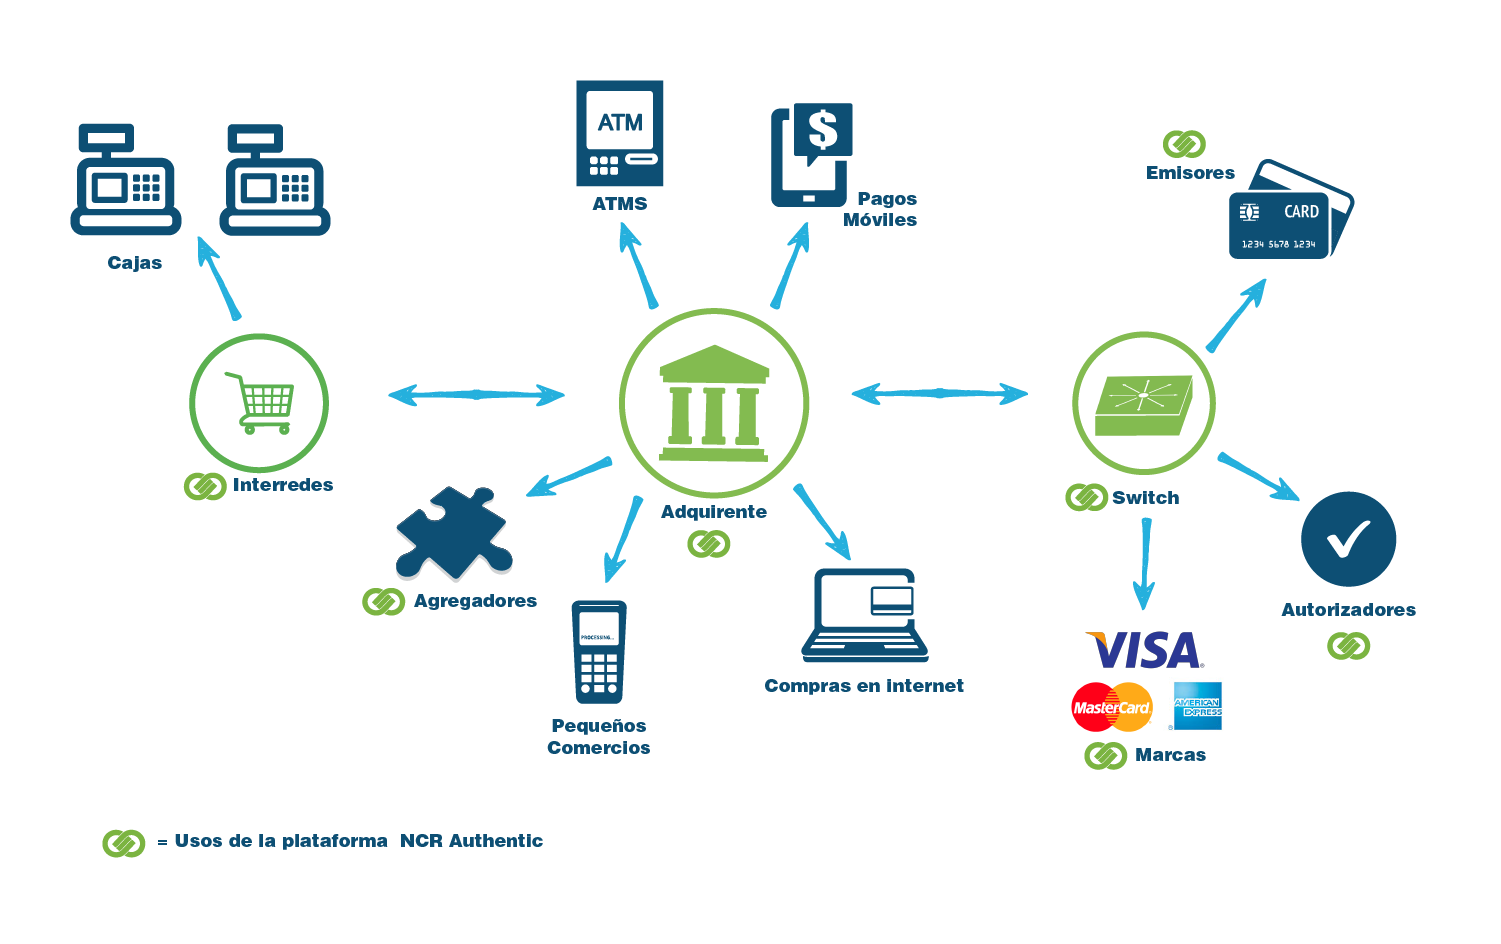 ATM
ATMS
$
Pagos
Móviles
Emisores
CARD
1234 5678 1234
Cajas
Interredes
Adquirente
Switch
Agregadores
PROCESSING...
Pequeños
Comercios
Compras en internet
Autorizadores
VISA
®
MasterCard
AMERICAN
EXPRESS
®
Marcas
= Usos de la plataforma NCR Authentic